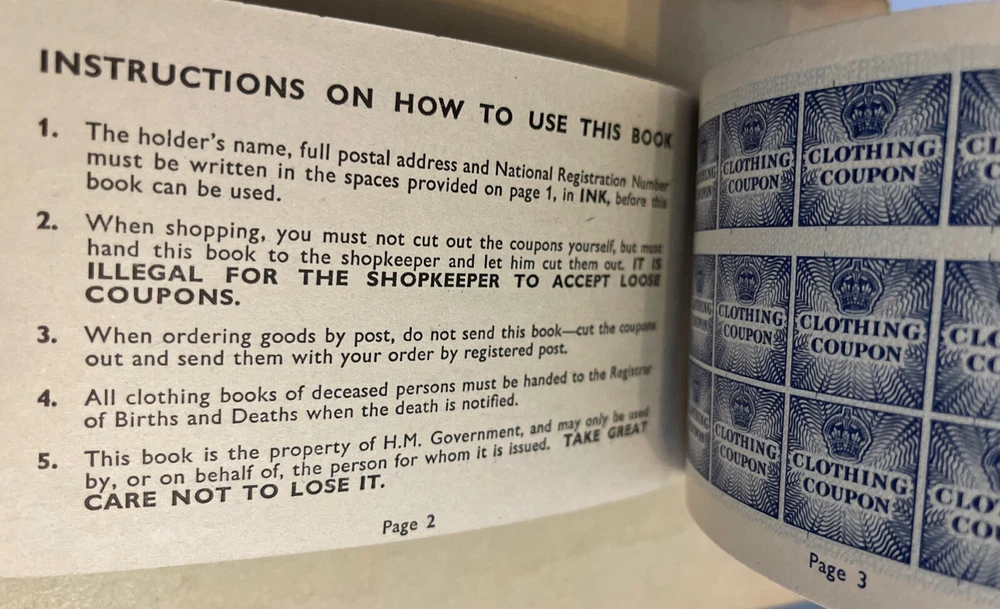 INSTRUCTIONS ON HOW TO USE THIS BOOK
1. The holder's name, full postal address and National Registration Number
must be written in the spaces provided on page 1, in INK, before this
book can be used.
2. When shopping, you must not cut out the coupons yourself, but must
hand this book to the shopkeeper and let him cut them out. IT IS
ILLEGAL FOR THE SHOPKEEPER TO ACCEPT LOOSE
COUPONS.
3. When ordering goods by post, do not send this book—cut the coupons
out and send them with your order by registered post.
4. All clothing books of deceased persons must be handed to the Registrar
of Births and Deaths when the death is notified.
5. This book is the property of H.M. Government, and may only be used
by, or on behalf of, the person for whom it is issued. TAKE GREAT
CARE NOT TO LOSE IT.
Page 2
CLOTHING CLOTHING CL
COUPON COUPON C
CLOTHING CLOTHING CLO
COUPON COUPON CO
CLOTHING CLOTHING CLO
COUPON COUPON COU
Page 3